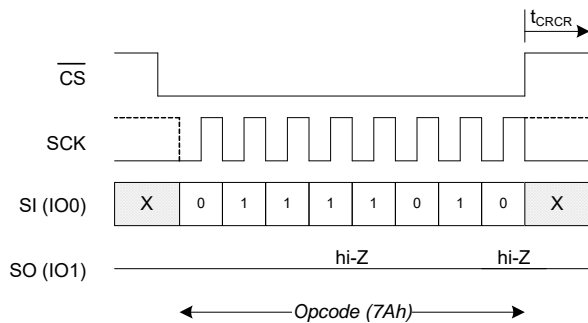 tCRCR
CS
SCK
SI (IO0) X 0 1 1 1 1 0 1 0 X
hi-Z hi-Z
SO (IO1)
Opcode (7Ah)